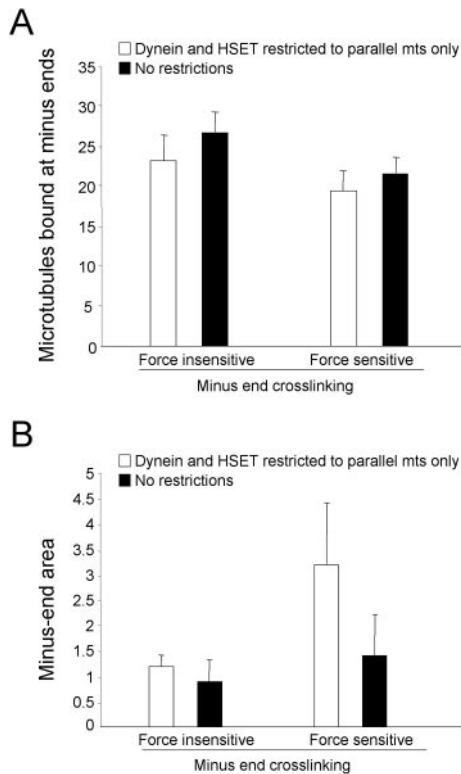 A
Dynein and HSET restricted to parallel mts only
No restrictions
Microtubules bound at minus ends
35
30
25
20
15
10
5
0
Force insensitive
Force sensitive
Minus end crosslinking
B
Dynein and HSET restricted to parallel mts only
No restrictions
Minus-end area
5
4.5
4
3.5
3
2.5
2
1.5
1
0.5
0
Force insensitive
Force sensitive
Minus end crosslinking